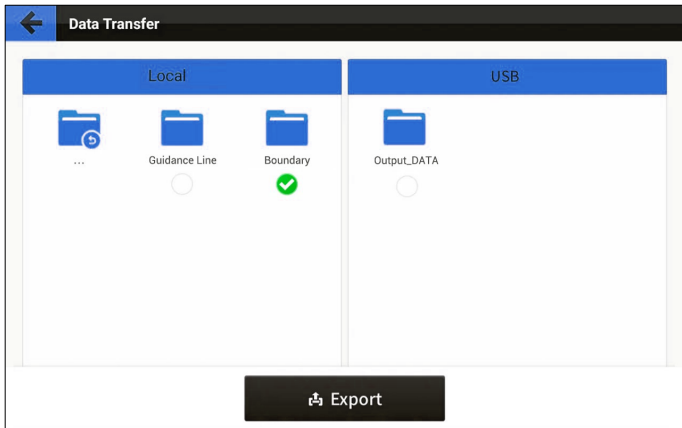 Data Transfer
Local
USB
...
Guidance Line
Boundary
Output_DATA
Export